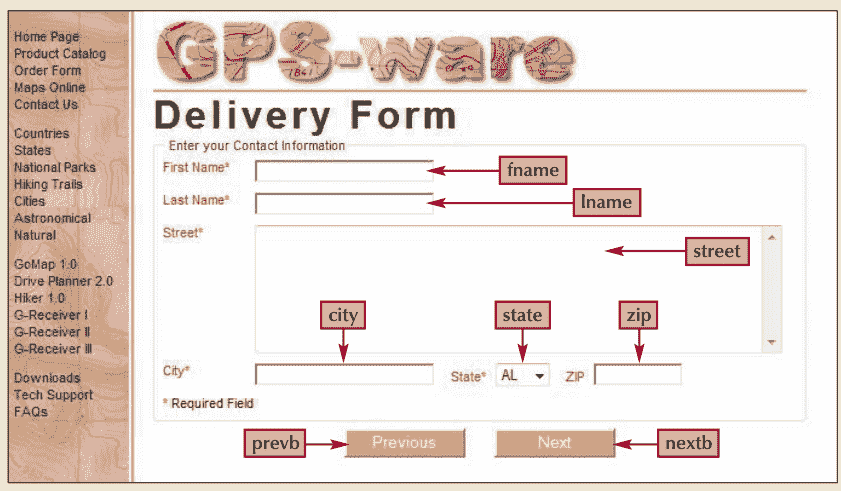 Home Page
Product Catalog
Order Form
Maps Online
Contact Us
Countries
States
National Parks
Hiking Trails
Cities
Astronomical
Natural
GoMap 1.0
Drive Planner 2.0
Hiker 1.0
G-Receiver I
G-Receiver II
G-Receiver III
Downloads
Tech Support
FAQs
GPS-ware
1841
Delivery Form
Enter your Contact Information
First Name* fname
Last Name* lname
Street* street
city state zip
City* State* AL ZIP
* Required Field
prevb Previous Next nextb